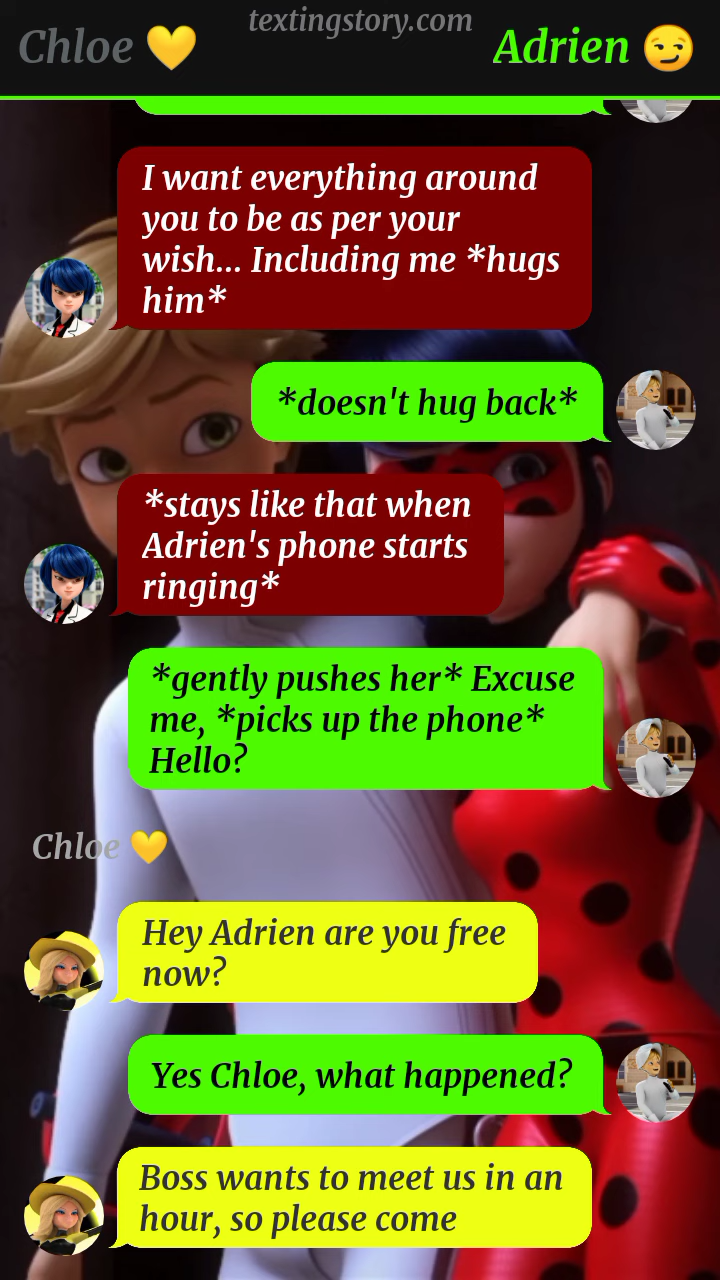 textingstory.com
Chloe 💛
Adrien 😏
I want everything around
you to be as per your
wish... Including me *hugs
him*
*doesn't hug back*
*stays like that when
Adrien's phone starts
ringing*
*gently pushes her* Excuse
me, *picks up the phone*
Hello?
Chloe 💛
Hey Adrien are you free
now?
Yes Chloe, what happened?
Boss wants to meet us in an
hour, so please come